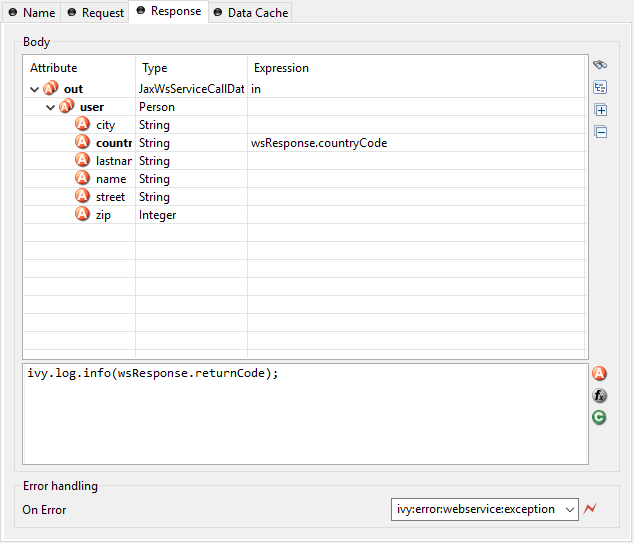 Name Request Response Data Cache
Body
Attribute Type Expression
out JaxWsServiceCallDat in
user Person
city String
countr String wsResponse.countryCode
lastnar String
name String
street String
zip Integer
ivy.log.info(wsResponse.returnCode);
Error handling
On Error ivy:error:webservice:exception